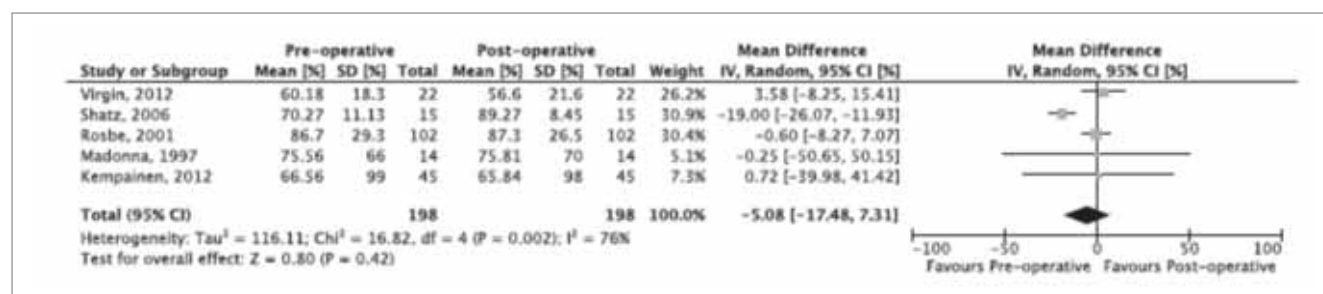 Pre-operative Post-operative Mean Difference Mean Difference
Study or Subgroup Mean [%] SD [%] Total Mean [%] SD [%] Total Weight IV, Random, 95% CI [%] IV, Random, 95% CI [%]
Virgin, 2012 60.18 18.3 22 56.6 21.6 22 26.2% 3.58 [-8.25, 15.41]
Shatz, 2006 70.27 11.13 15 89.27 8.45 15 30.9% -19.00 [-26.07, -11.93]
Rosbe, 2001 86.7 29.3 102 87.3 26.5 102 30.4% -0.60 [-8.27, 7.07]
Madonna, 1997 75.56 66 14 75.81 70 14 5.1% -0.25 [-50.65, 50.15]
Kempainen, 2012 66.56 99 45 65.84 98 45 7.3% 0.72 [-39.98, 41.42]
Total (95% CI) 198 198 100.0% -5.08 [-17.48, 7.31]
Heterogeneity: Tau² = 116.11; Chi² = 16.82, df = 4 (P = 0.002); I² = 76%
Test for overall effect: Z = 0.80 (P = 0.42)
-100 -50 0 50 100
Favours Pre-operative Favours Post-operative